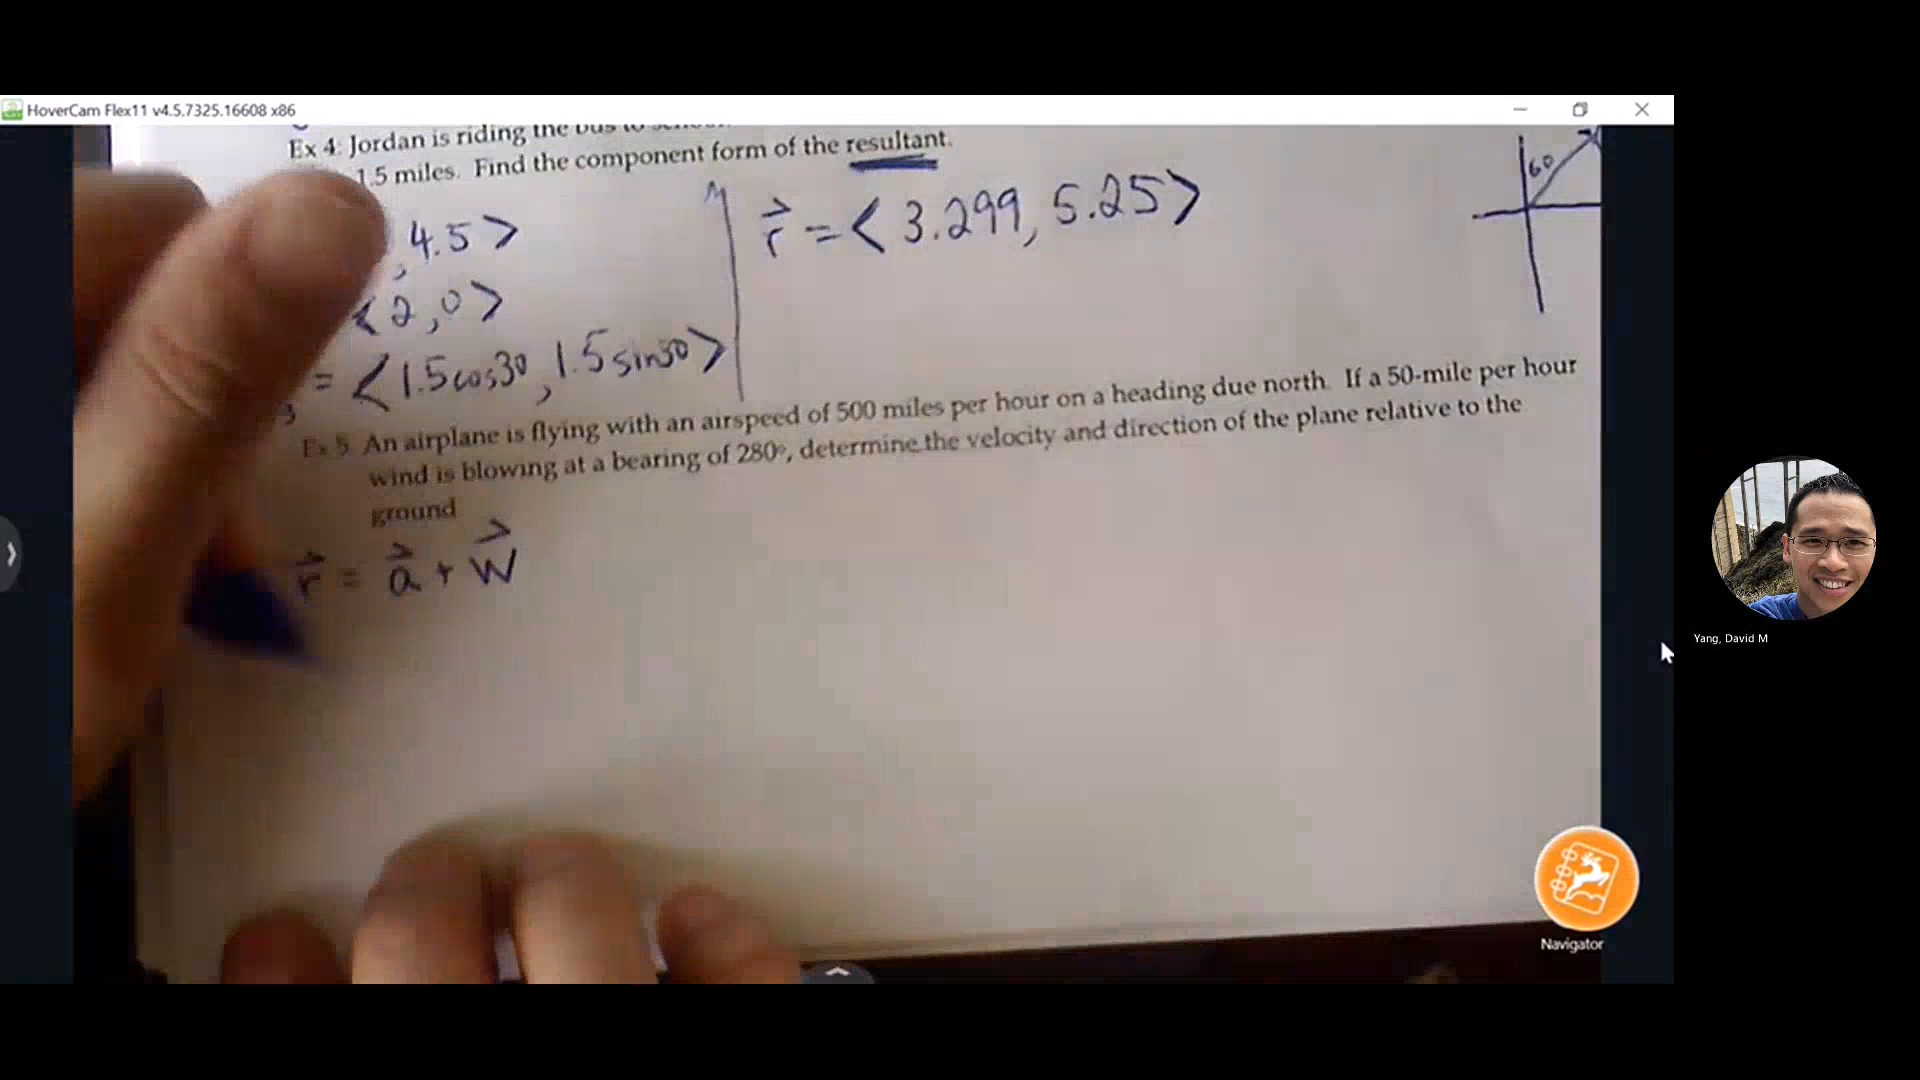 HoverCam Flex11 v4.5.7325.16608 x86
Ex 4: Jordan is riding the bus to
1.5 miles. Find the component form of the resultant.
, 4.5 >
< 2, 0 >
3 = < 1.5cos30, 1.5sin30 >
r = < 3.299, 5.25 >
60
Ex 5 An airplane is flying with an airspeed of 500 miles per hour on a heading due north. If a 50-mile per hour
wind is blowing at a bearing of 280°, determine the velocity and direction of the plane relative to the
ground
r = a + w
Yang, David M
Navigator